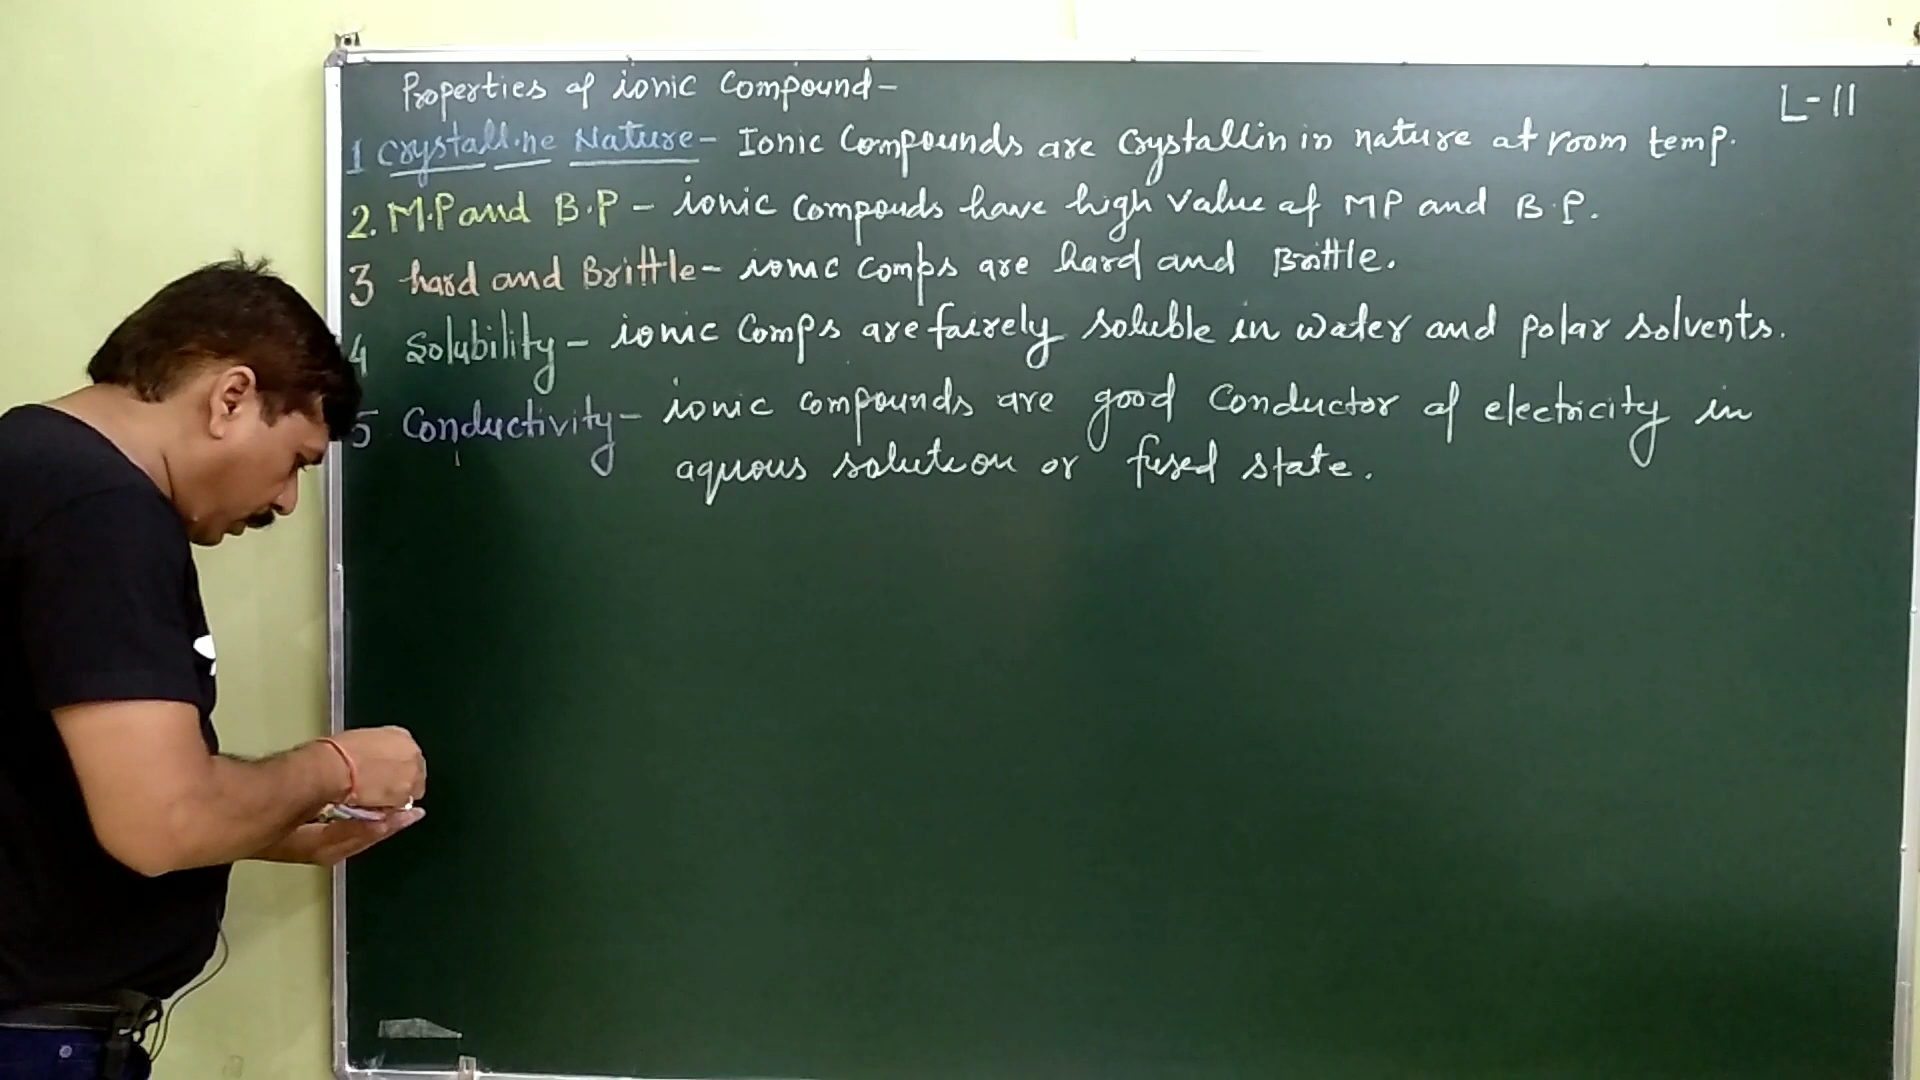 Properties of ionic Compound-
L-11
1 Crystalline Nature- Ionic Compounds are Crystallin in nature at room temp.
2. M.P and B.P - ionic Compouds have high value of MP and B.P.
3 hard and Brittle- ionic Comps are hard and Brittle.
4 Solubility- ionic Comps are fairely soluble in water and polar solvents.
5 Conductivity- ionic compounds are good Conductor of electricity in
aquous solution or fused state.